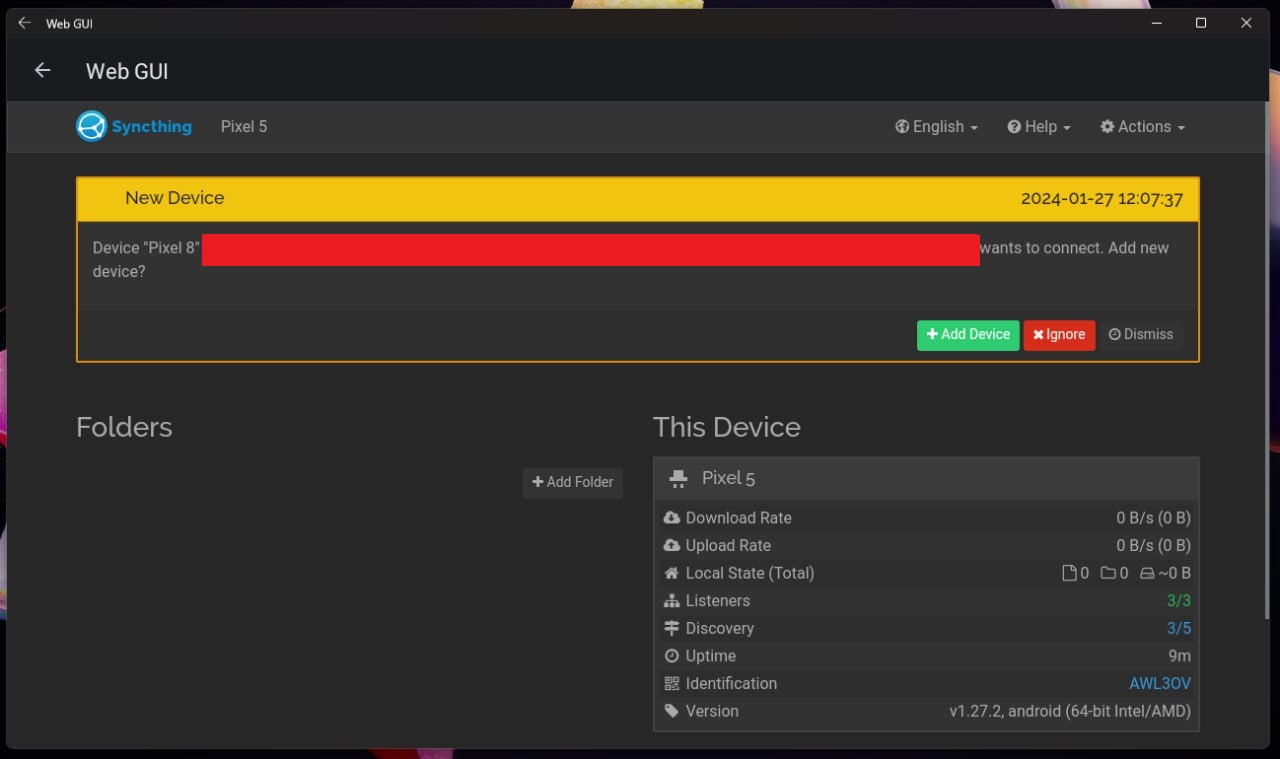 Web GUI
Web GUI
Syncthing Pixel 5 English Help Actions
New Device 2024-01-27 12:07:37
Device "Pixel 8" wants to connect. Add new
device?
Add Device Ignore Dismiss
Folders
Add Folder
This Device
Pixel 5
Download Rate 0 B/s (0 B)
Upload Rate 0 B/s (0 B)
Local State (Total) 0 0 ~0 B
Listeners 3/3
Discovery 3/5
Uptime 9m
Identification AWL3OV
Version v1.27.2, android (64-bit Intel/AMD)